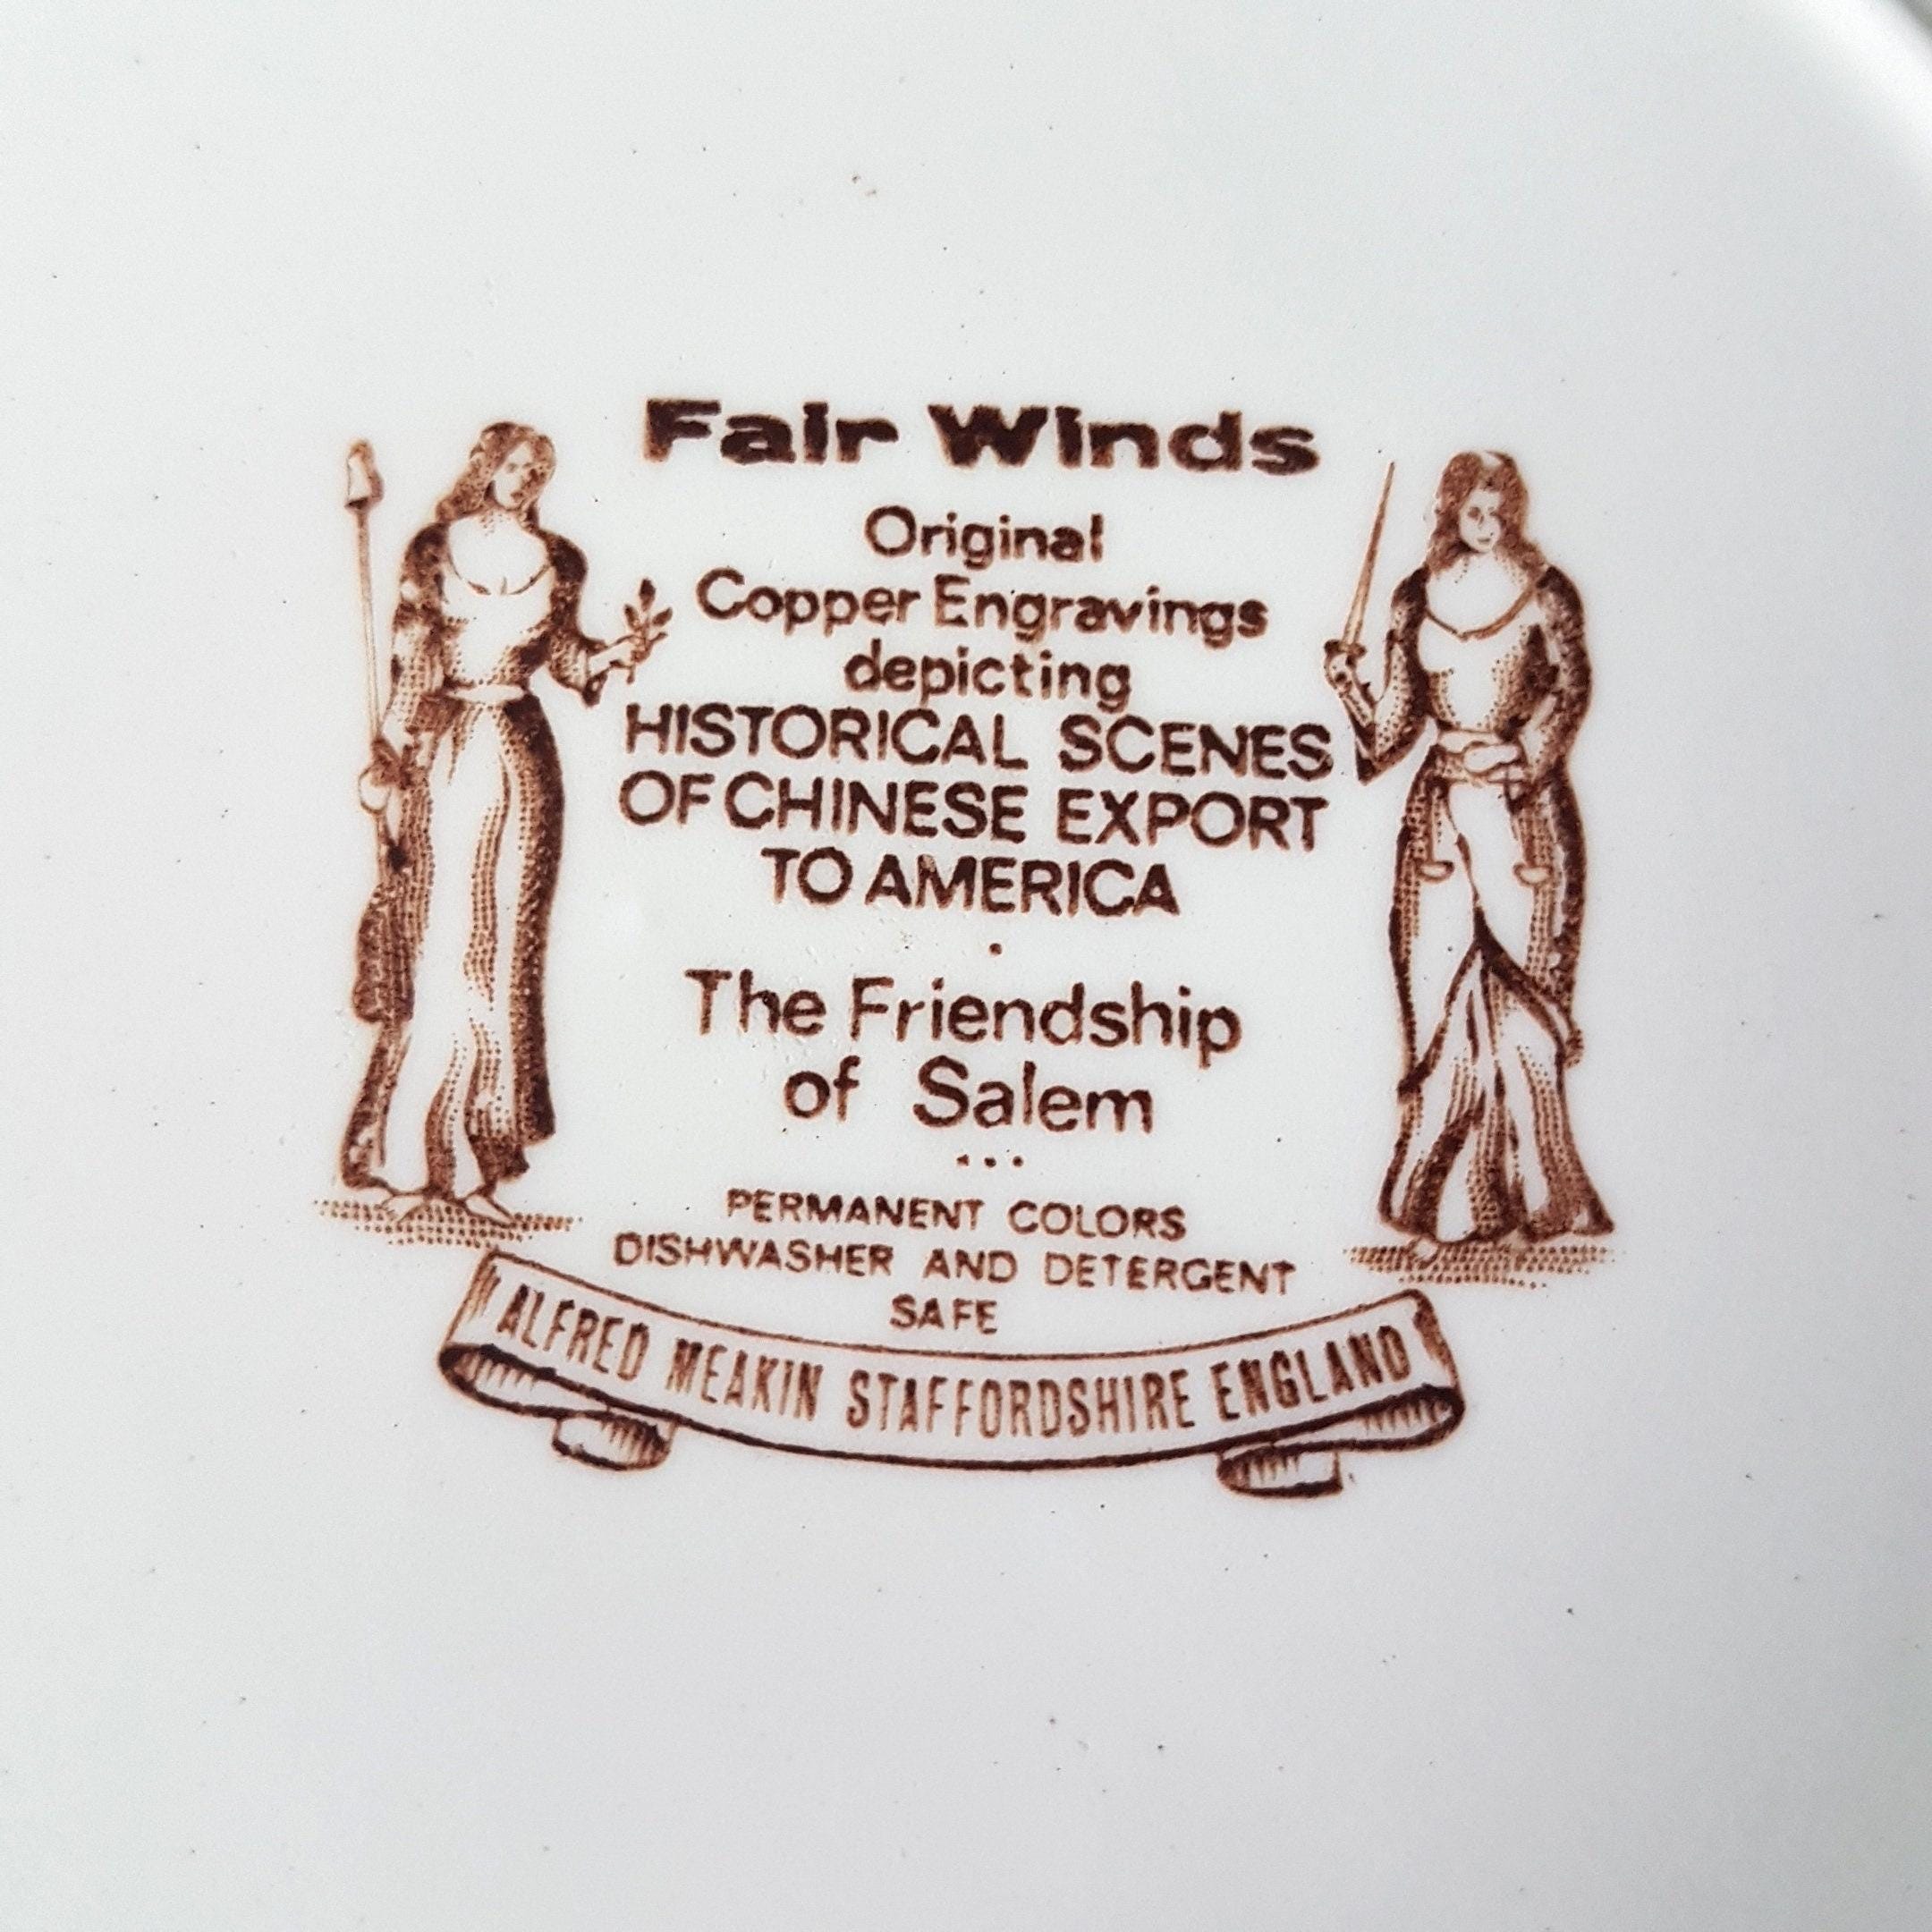 Fair Winds
Original
Copper Engravings
depicting
HISTORICAL SCENES
OF CHINESE EXPORT
TO AMERICA
The Friendship
of Salem
PERMANENT COLORS
DISHWASHER AND DETERGENT
SAFE
ALFRED MEAKIN STAFFORDSHIRE ENGLAND